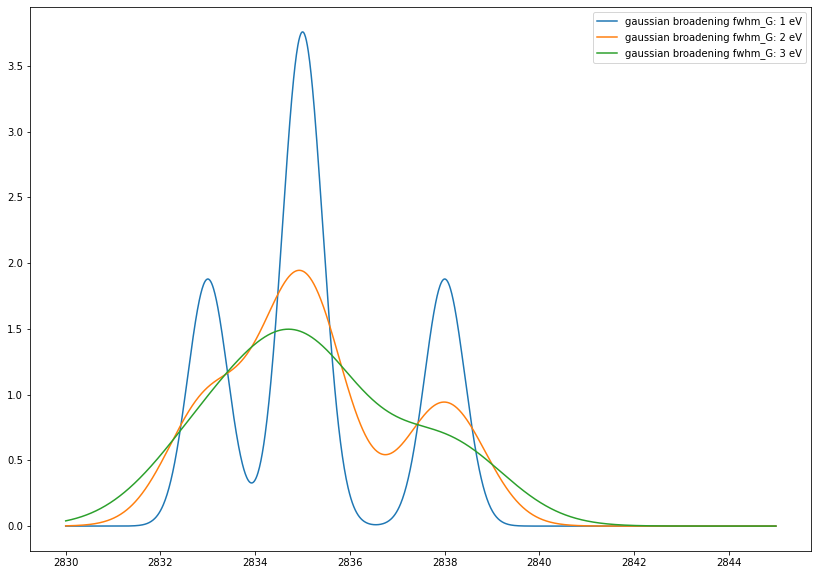 gaussian broadening fwhm_G: 1 eV
gaussian broadening fwhm_G: 2 eV
gaussian broadening fwhm_G: 3 eV
3.5
3.0
2.5
2.0
1.5
1.0
0.5
0.0
2830 2832 2834 2836 2838 2840 2842 2844